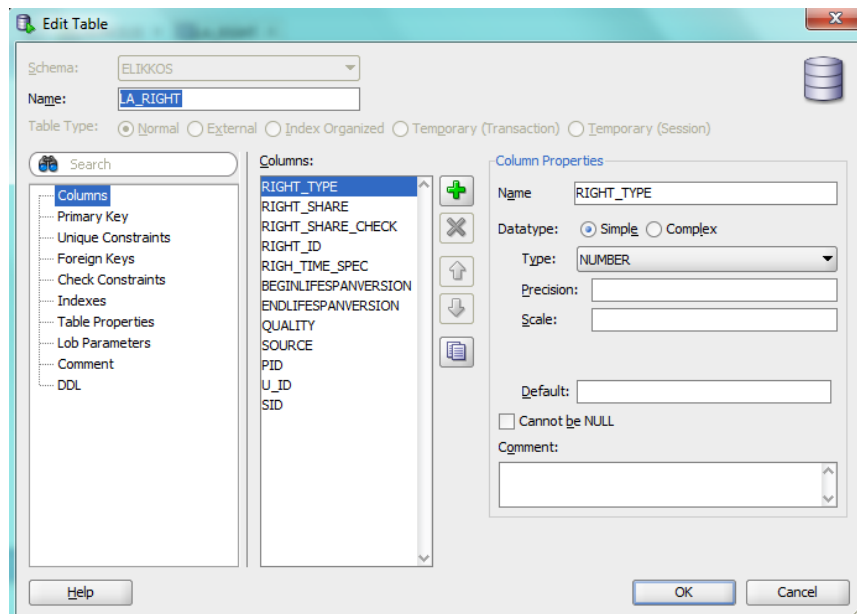 Edit Table
Schema: ELIKKOS
Name: LA_RIGHT
Table Type: Normal External Index Organized Temporary (Transaction) Temporary (Session)
Search
Columns
Primary Key
Unique Constraints
Foreign Keys
Check Constraints
Indexes
Table Properties
Lob Parameters
Comment
DDL
Columns:
RIGHT_TYPE
RIGHT_SHARE
RIGHT_SHARE_CHECK
RIGHT_ID
RIGH_TIME_SPEC
BEGINLIFESPANVERSION
ENDLIFESPANVERSION
QUALITY
SOURCE
PID
U_ID
SID
Column Properties
Name RIGHT_TYPE
Datatype: Simple Complex
Type: NUMBER
Precision:
Scale:
Default:
Cannot be NULL
Comment:
Help
OK
Cancel